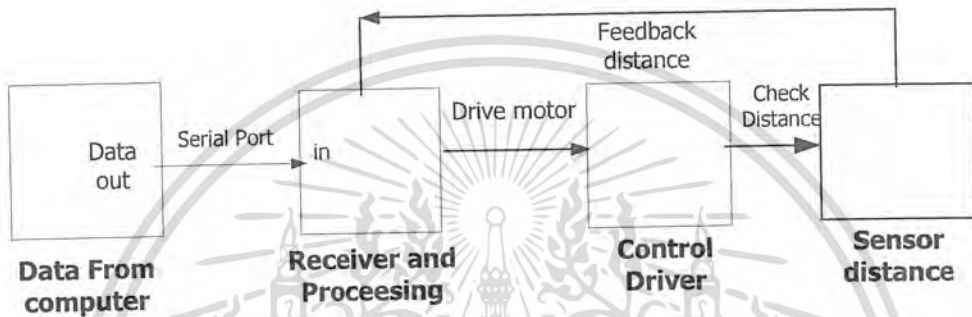 Feedback
distance
Data
out
Serial Port
in
Drive motor
Check
Distance
Data From
computer
Receiver and
Proceesing
Control
Driver
Sensor
distance